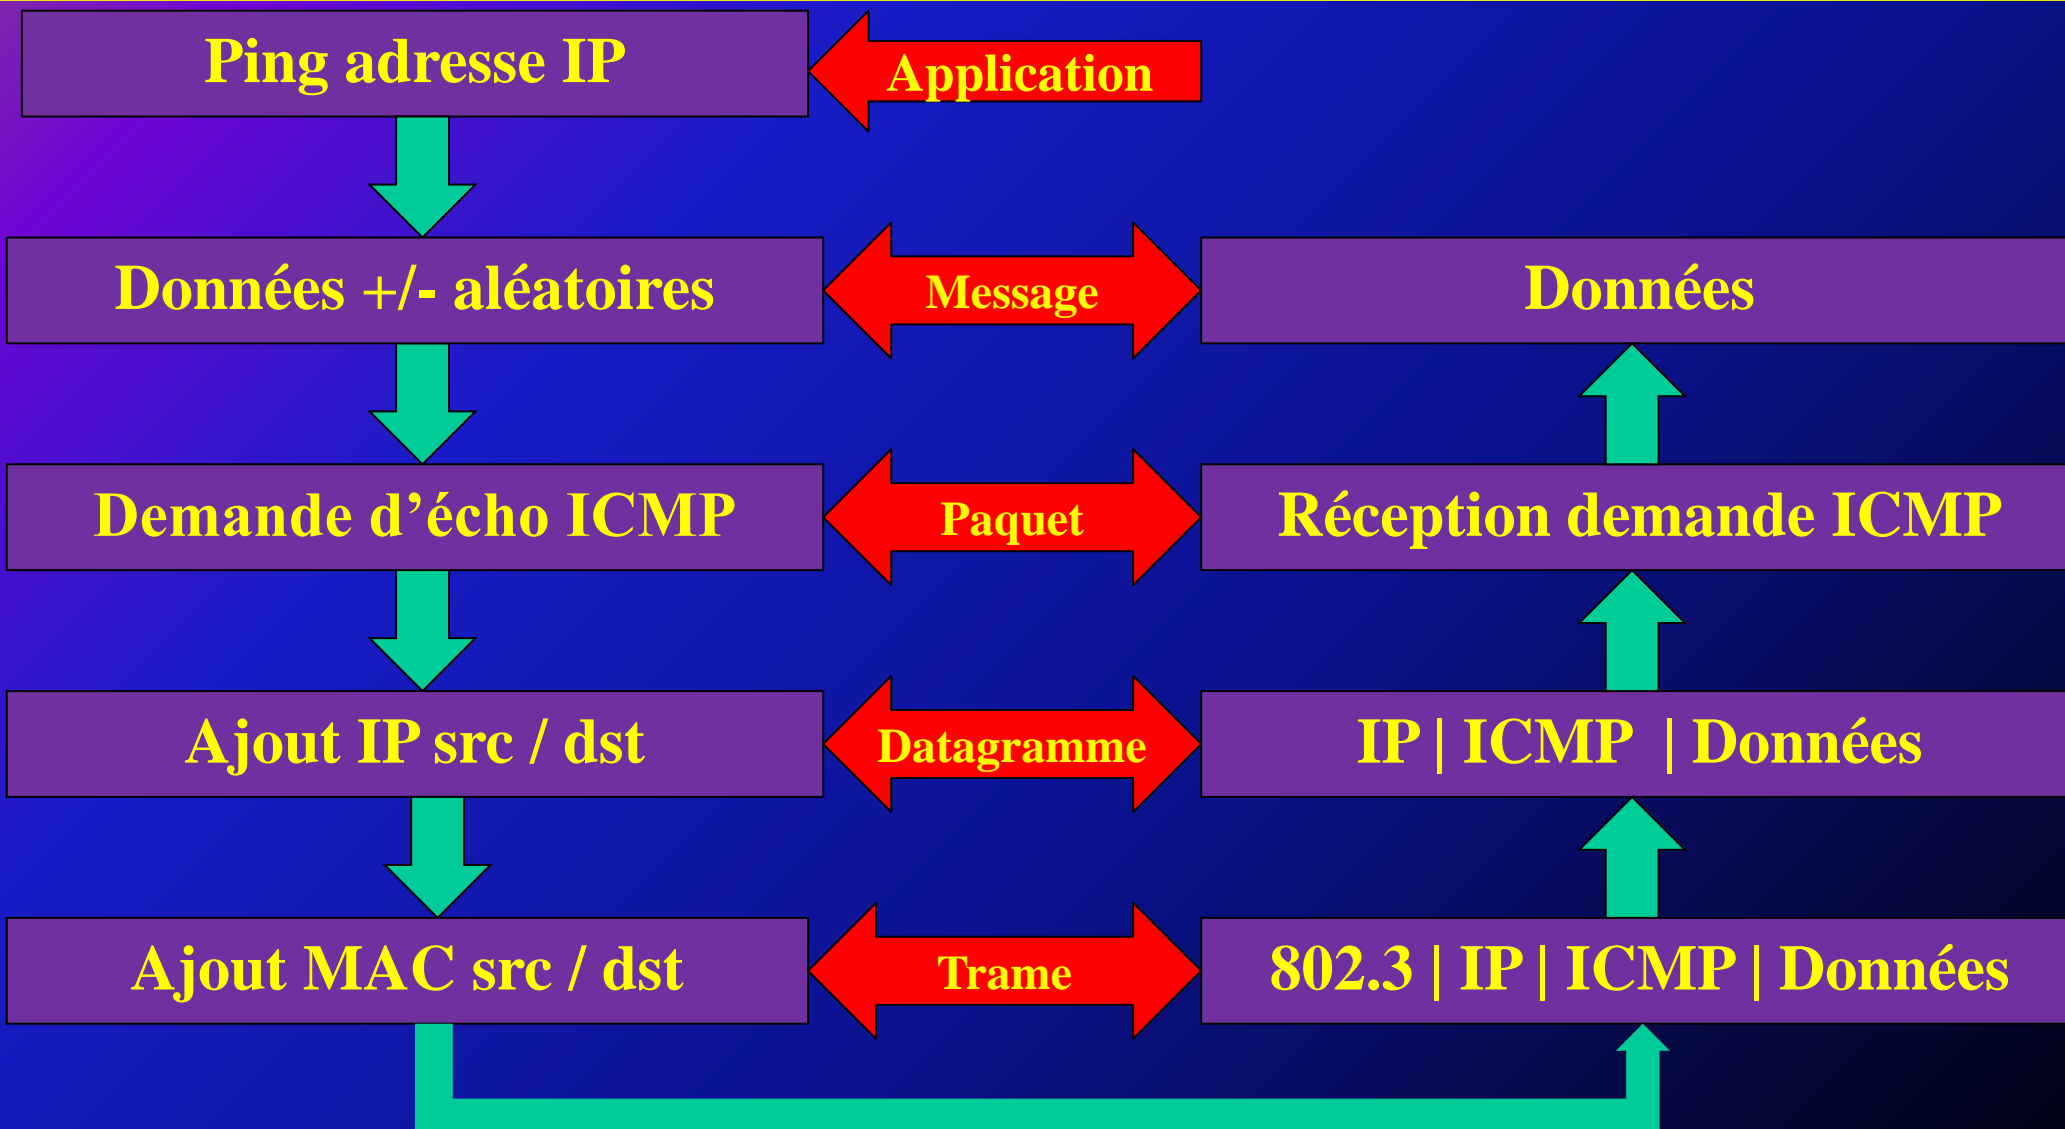 Ping adresse IP
Application
Données +/- aléatoires
Message
Données
Demande d’écho ICMP
Paquet
Réception demande ICMP
Ajout IP src / dst
Datagramme
IP | ICMP | Données
Ajout MAC src / dst
Trame
802.3 | IP | ICMP | Données